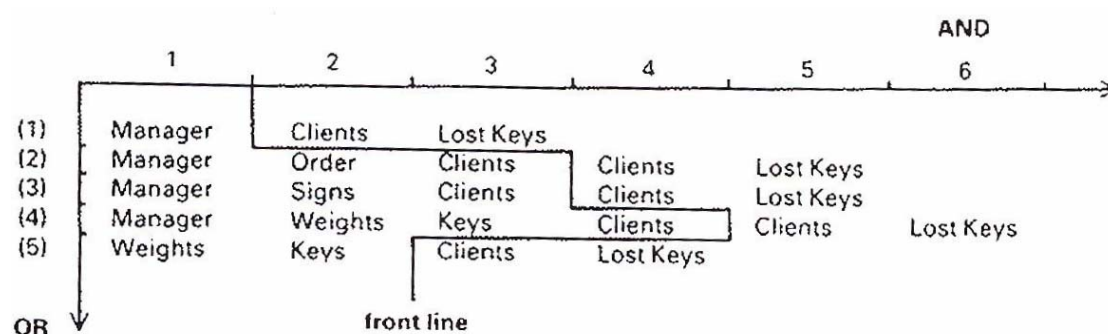 AND
1 2 3 4 5 6
(1) Manager Clients Lost Keys
(2) Manager Order Clients Clients Lost Keys
(3) Manager Signs Clients Clients Lost Keys
(4) Manager Weights Keys Clients Clients Lost Keys
(5) Weights Keys Clients Lost Keys
OR front line